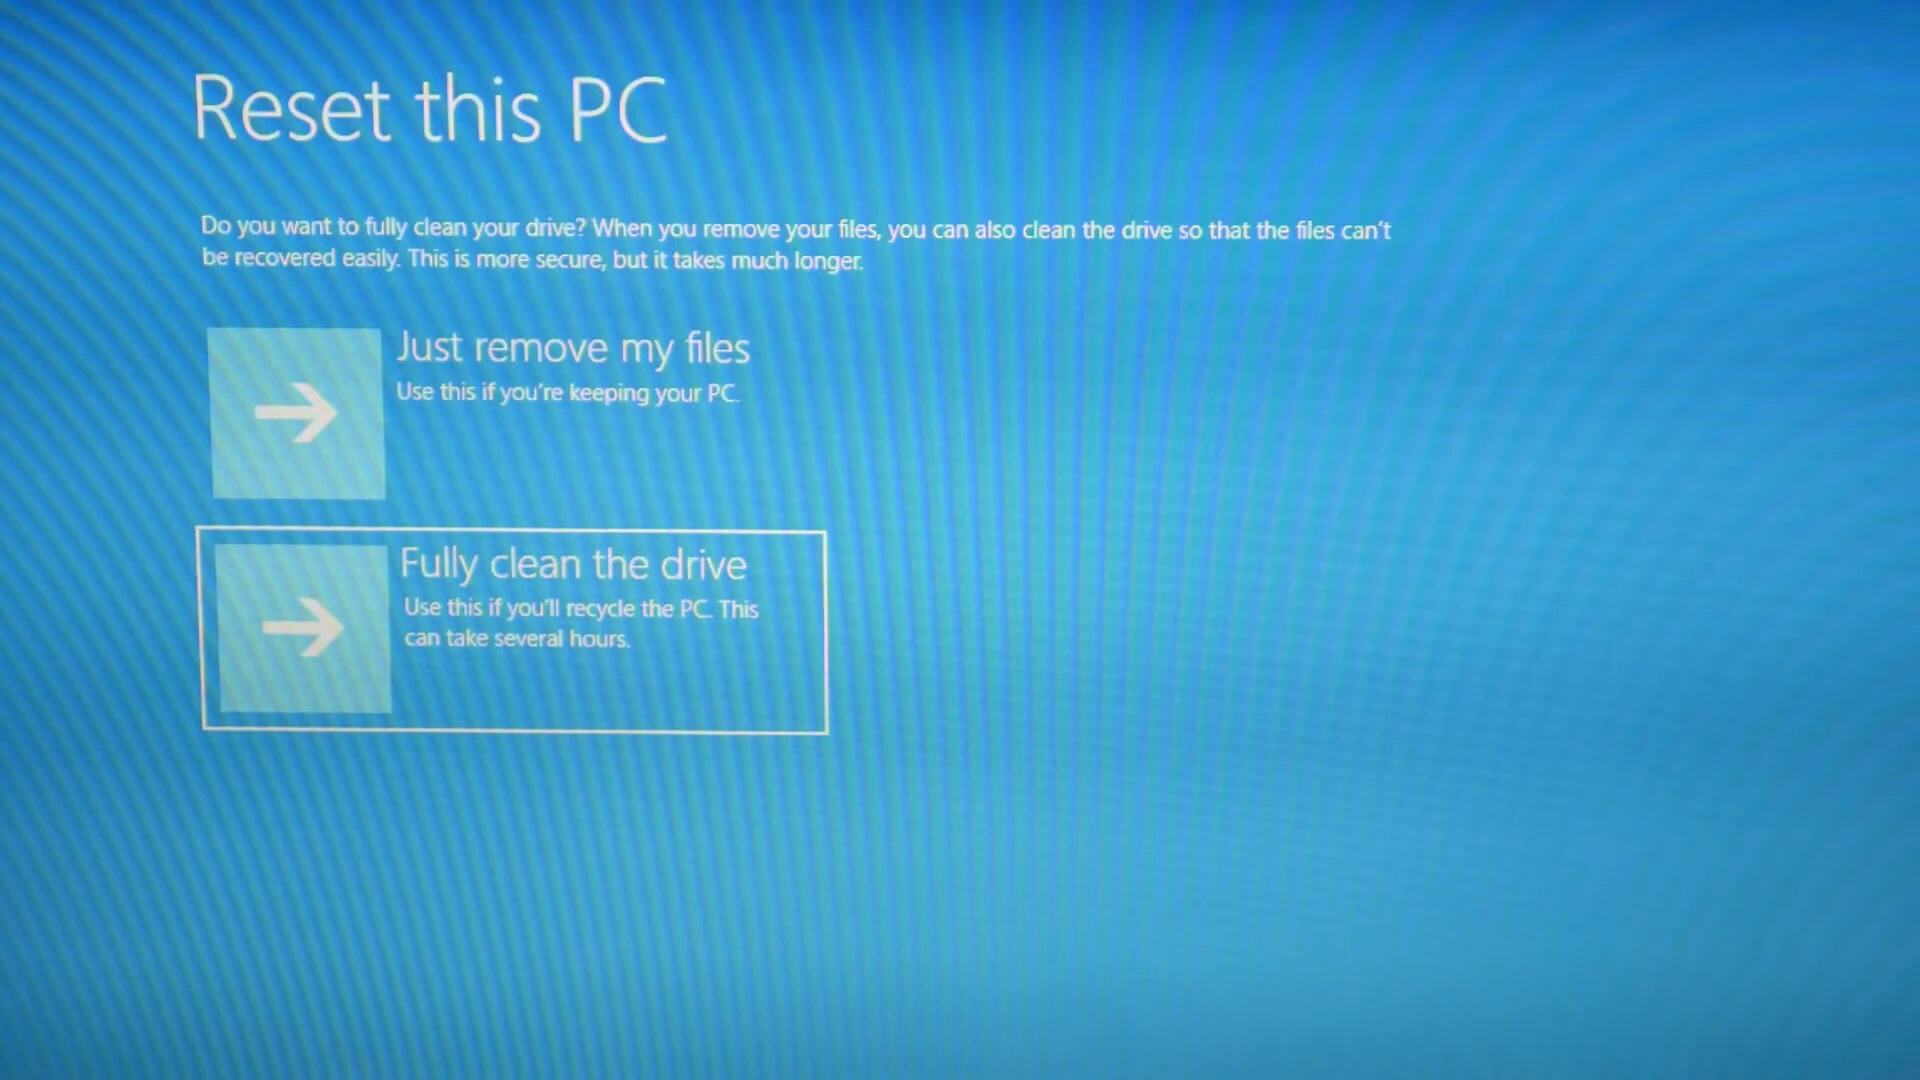 Reset this PC
Do you want to fully clean your drive? When you remove your files, you can also clean the drive so that the files can't
be recovered easily. This is more secure, but it takes much longer.
Just remove my files
Use this if you're keeping your PC.
Fully clean the drive
Use this if you'll recycle the PC. This
can take several hours.